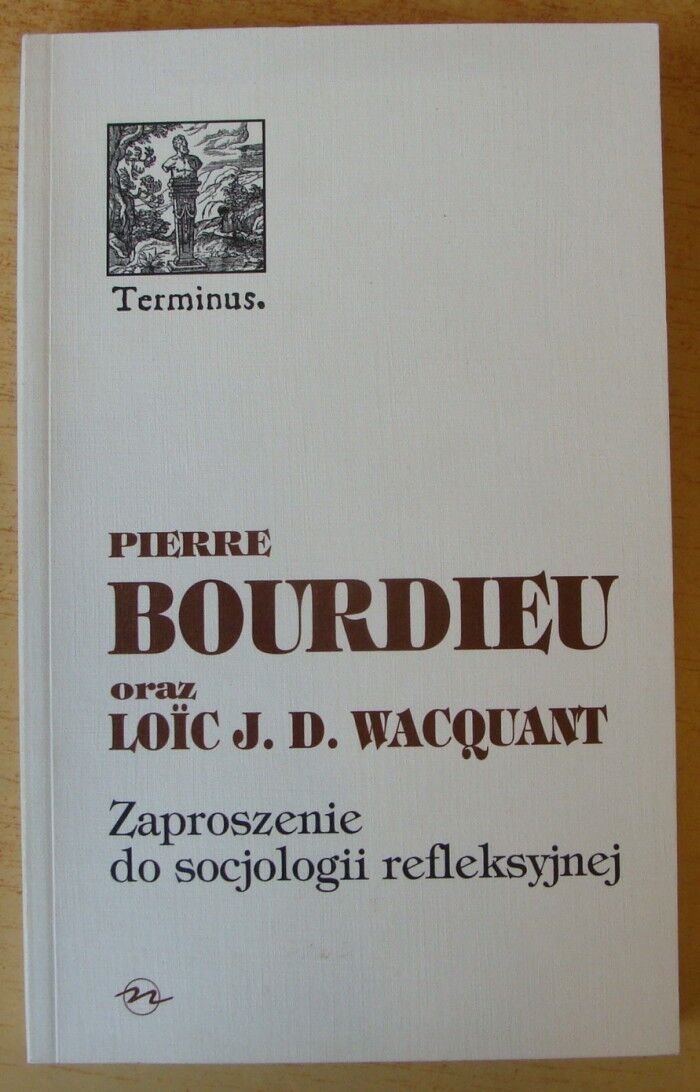 Terminus.
PIERRE
BOURDIEU
oraz
LOÏC J. D. WACQUANT
Zaproszenie
do socjologii refleksyjnej